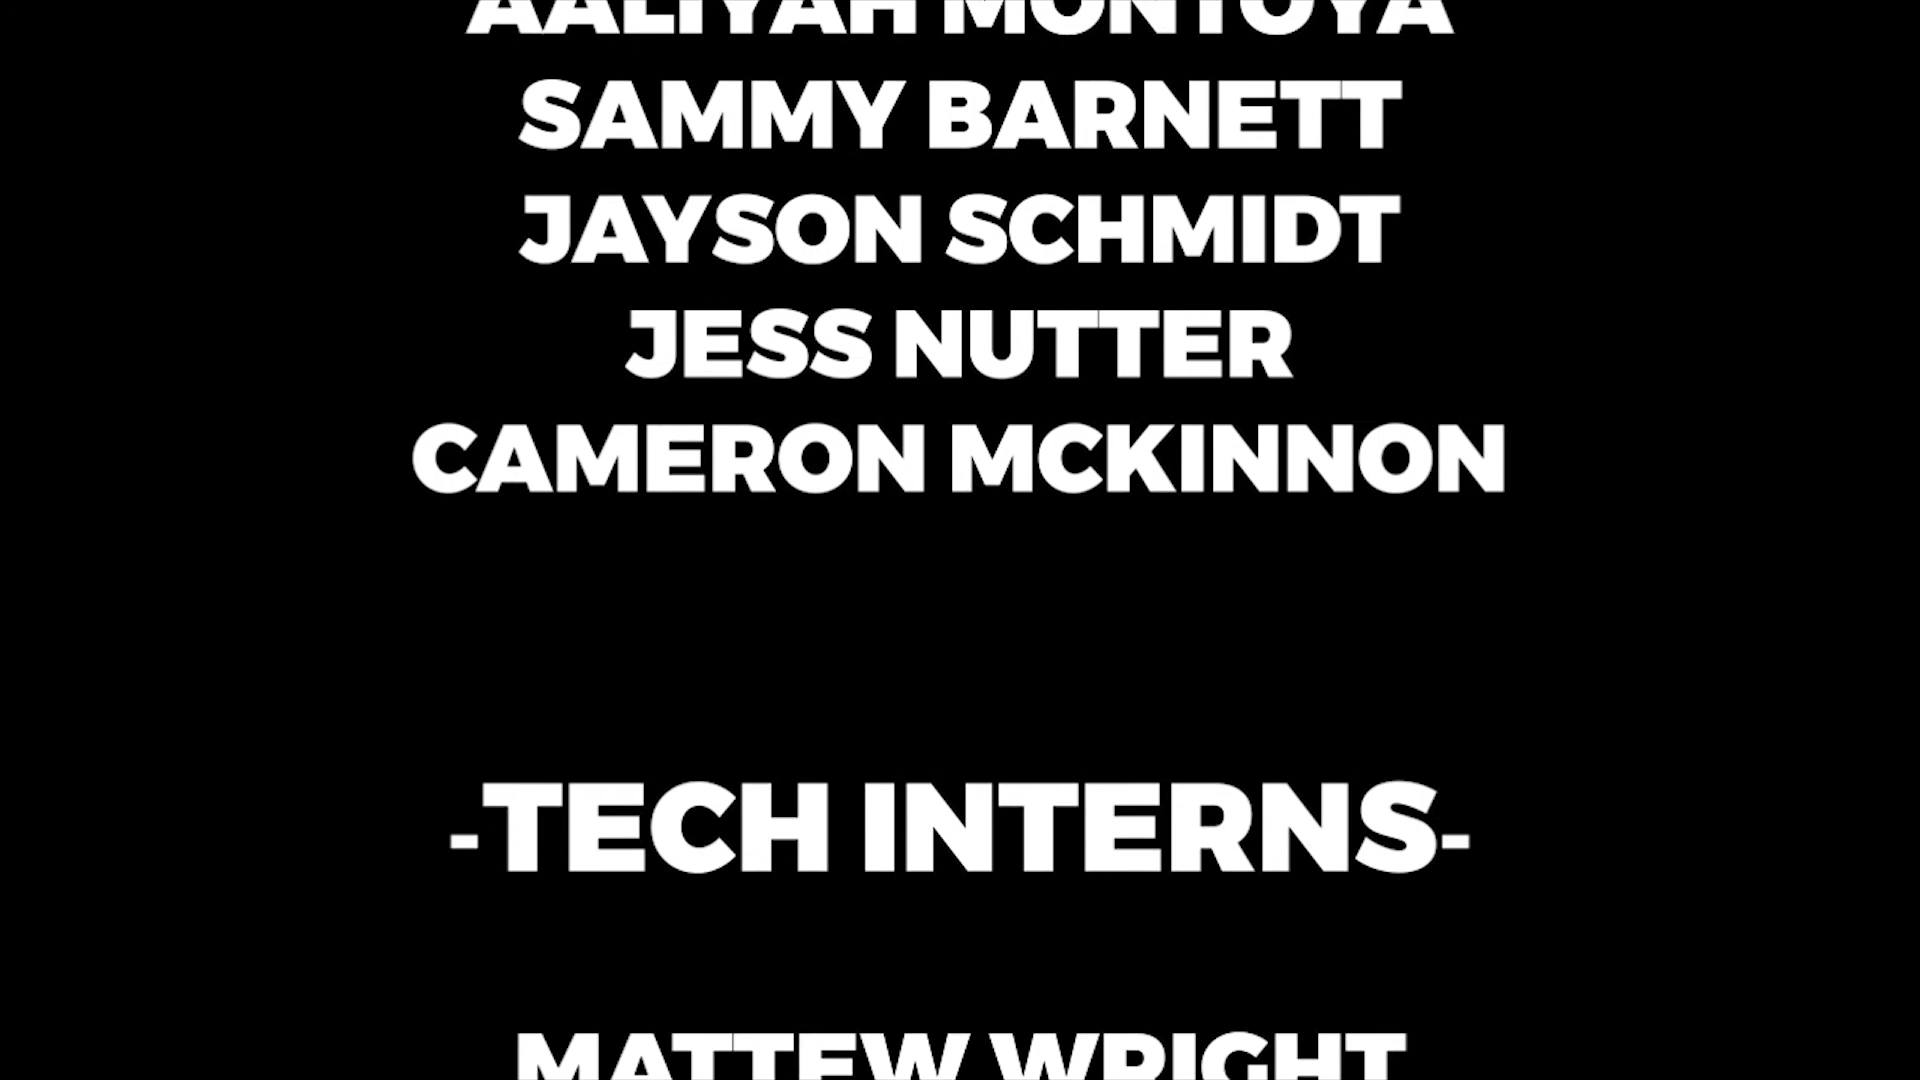 AALIYAH MONTOYA
SAMMY BARNETT
JAYSON SCHMIDT
JESS NUTTER
CAMERON MCKINNON
-TECH INTERNS-
MATTEW WRIGHT